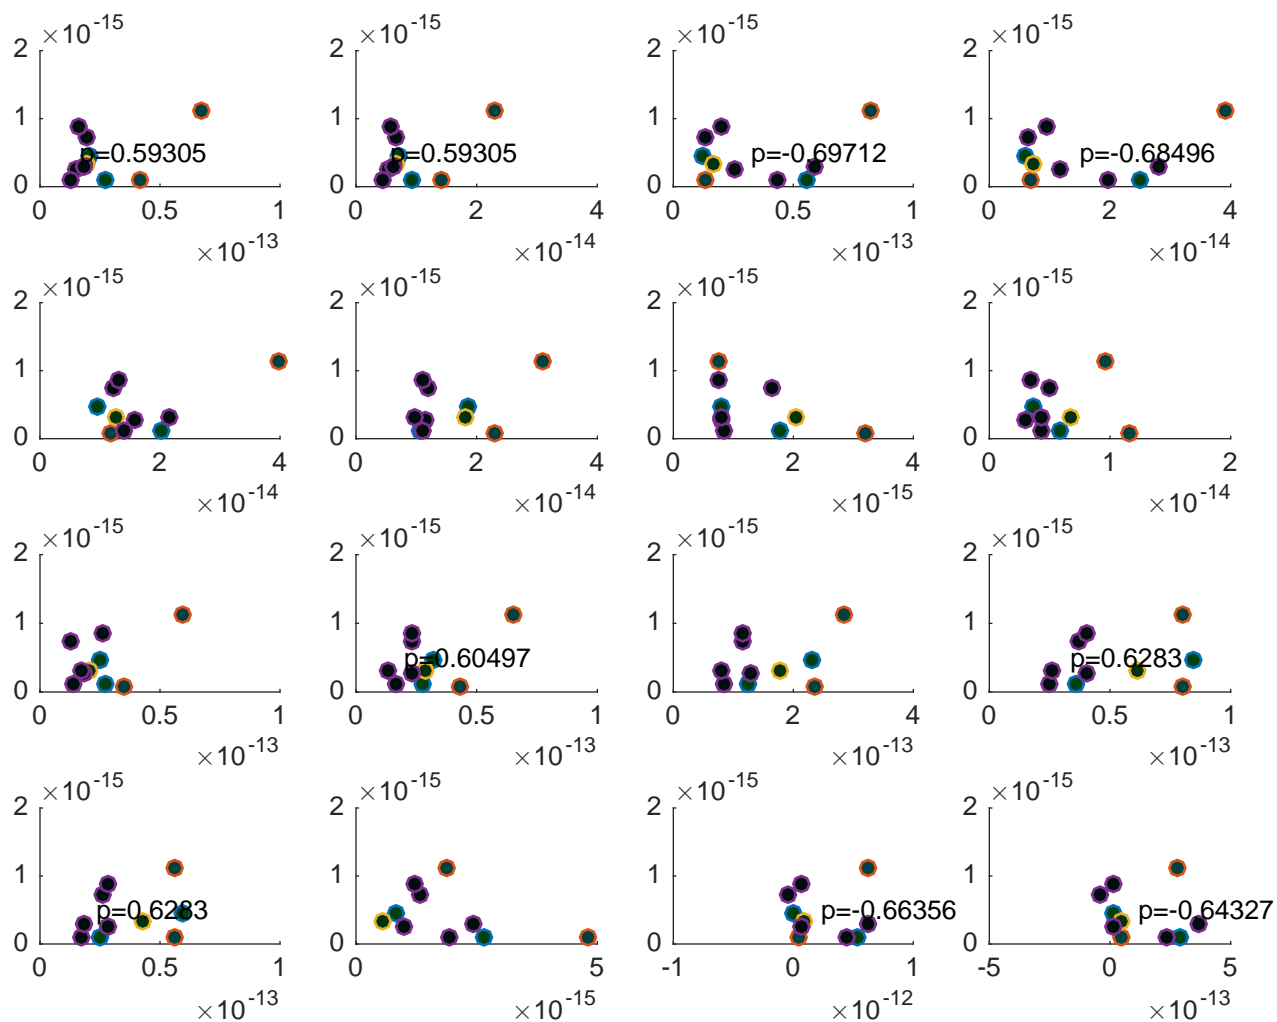 ×10-15 ×10-15 ×10-15 ×10-15
2 2 2 2
1 1 1 1
p=0.59305 p=0.59305 p=-0.69712 p=-0.68496
0 0 0 0
0 0.5 1 0 2 4 0 0.5 1 0 2 4
×10-13 ×10-14 ×10-13 ×10-14
×10-15 ×10-15 ×10-15 ×10-15
2 2 2 2
1 1 1 1
0 0 0 0
0 2 4 0 2 4 0 2 4 0 1 2
×10-14 ×10-14 ×10-15 ×10-14
×10-15 ×10-15 ×10-15 ×10-15
2 2 2 2
1 1 1 1
p=0.60497 p=0.6283
0 0 0 0
0 0.5 1 0 0.5 1 0 2 4 0 0.5 1
×10-13 ×10-13 ×10-13 ×10-13
×10-15 ×10-15 ×10-15 ×10-15
2 2 2 2
1 1 1 1
p=0.6283 p=-0.66356 p=-0.64327
0 0 0 0
0 0.5 1 0 5 -1 0 1 -5 0 5
×10-13 ×10-15 ×10-12 ×10-13